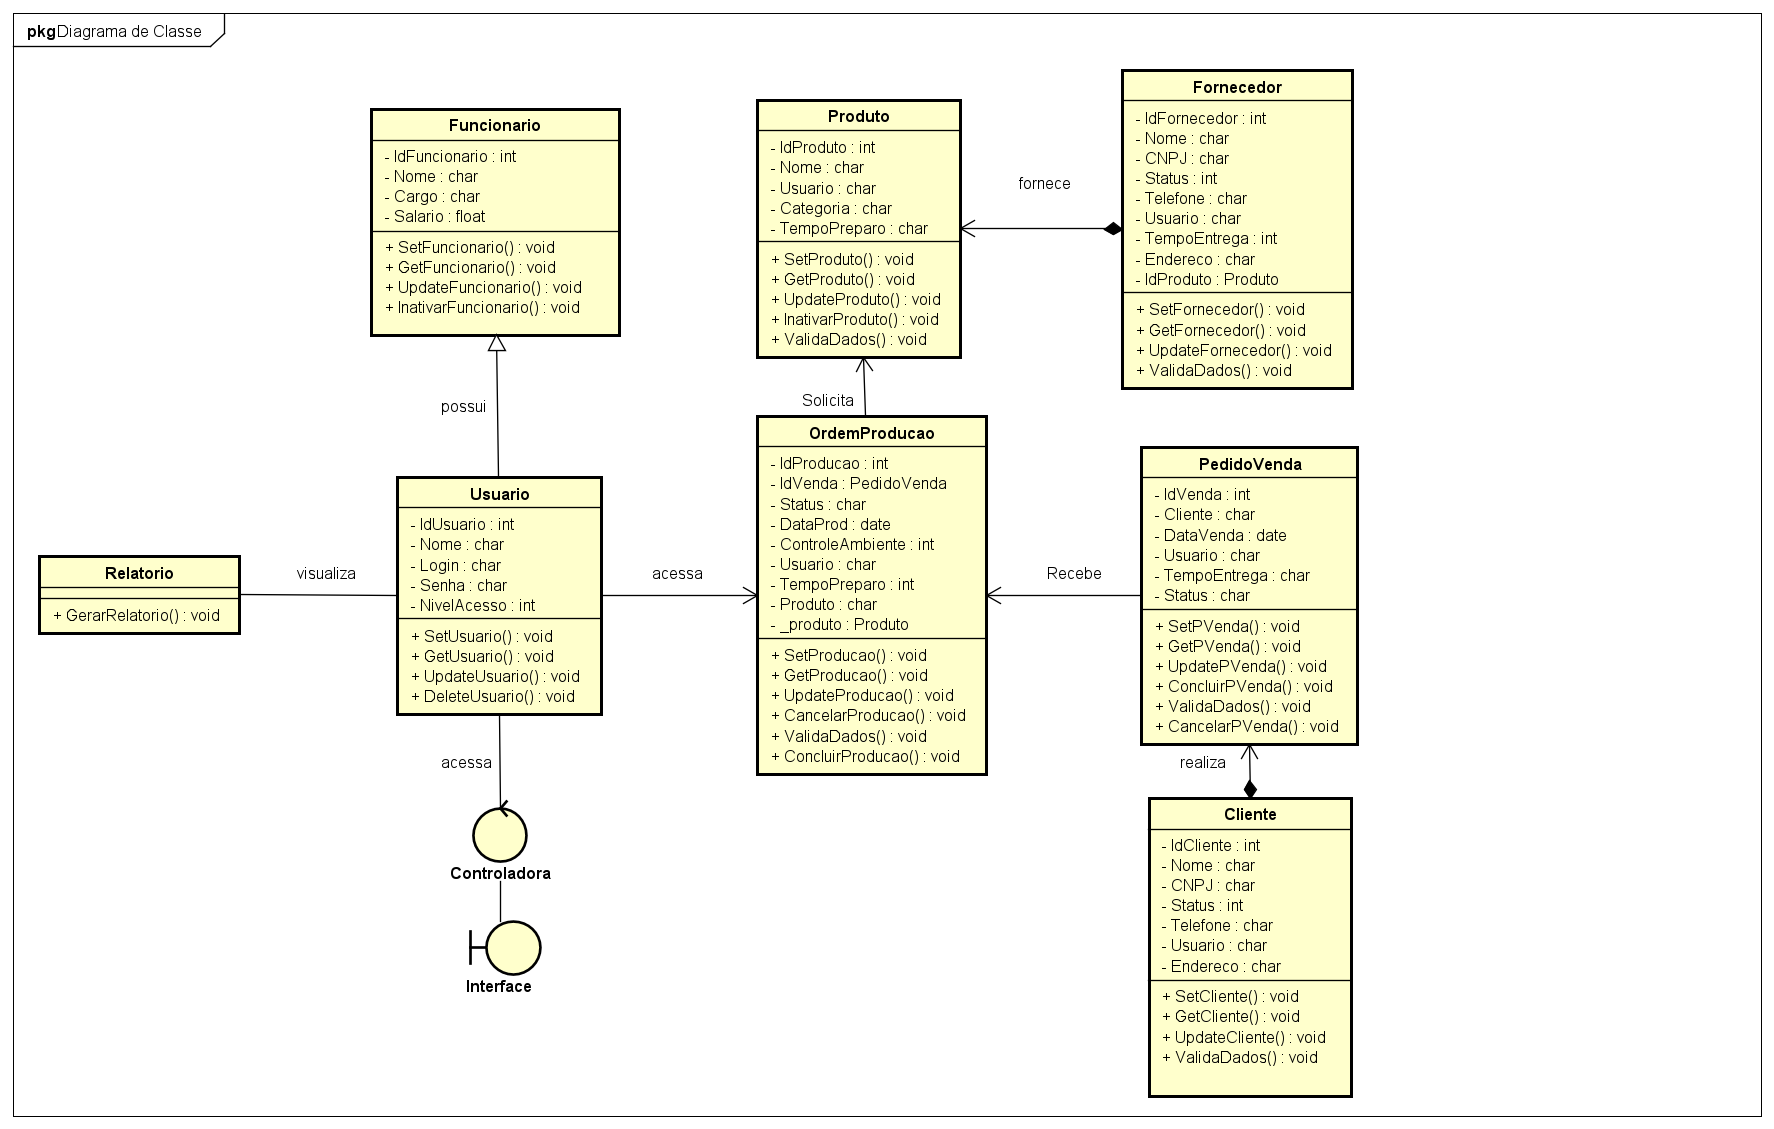 pkg Diagrama de Classe
Funcionario
- IdFuncionario : int
- Nome : char
- Cargo : char
- Salario : float
+ SetFuncionario() : void
+ GetFuncionario() : void
+ UpdateFuncionario() : void
+ InativarFuncionario() : void
Produto
- IdProduto : int
- Nome : char
- Usuario : char
- Categoria : char
- TempoPreparo : char
+ SetProduto() : void
+ GetProduto() : void
+ UpdateProduto() : void
+ InativarProduto() : void
+ ValidaDados() : void
fornece
Fornecedor
- IdFornecedor : int
- Nome : char
- CNPJ : char
- Status : int
- Telefone : char
- Usuario : char
- TempoEntrega : int
- Endereco : char
- IdProduto : Produto
+ SetFornecedor() : void
+ GetFornecedor() : void
+ UpdateFornecedor() : void
+ ValidaDados() : void
possui
Solicita
Relatorio
+ GerarRelatorio() : void
visualiza
Usuario
- IdUsuario : int
- Nome : char
- Login : char
- Senha : char
- NivelAcesso : int
+ SetUsuario() : void
+ GetUsuario() : void
+ UpdateUsuario() : void
+ DeleteUsuario() : void
acessa
OrdemProducao
- IdProducao : int
- IdVenda : PedidoVenda
- Status : char
- DataProd : date
- ControleAmbiente : int
- Usuario : char
- TempoPreparo : int
- Produto : char
- _produto : Produto
+ SetProducao() : void
+ GetProducao() : void
+ UpdateProducao() : void
+ CancelarProducao() : void
+ ValidaDados() : void
+ ConcluirProducao() : void
Recebe
PedidoVenda
- IdVenda : int
- Cliente : char
- DataVenda : date
- Usuario : char
- TempoEntrega : char
- Status : char
+ SetPVenda() : void
+ GetPVenda() : void
+ UpdatePVenda() : void
+ ConcluirPVenda() : void
+ ValidaDados() : void
+ CancelarPVenda() : void
acessa
realiza
Controladora
Interface
Cliente
- IdCliente : int
- Nome : char
- CNPJ : char
- Status : int
- Telefone : char
- Usuario : char
- Endereco : char
+ SetCliente() : void
+ GetCliente() : void
+ UpdateCliente() : void
+ ValidaDados() : void